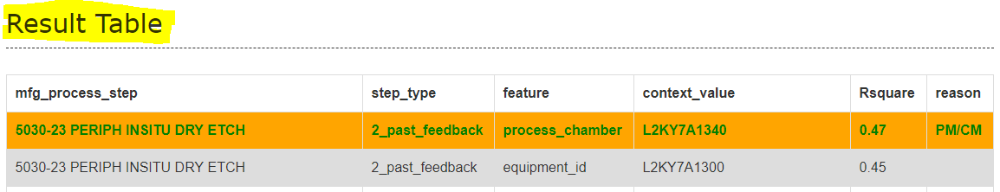 Result Table
mfg_process_step step_type feature context_value Rsquare reason
5030-23 PERIPH INSITU DRY ETCH 2_past_feedback process_chamber L2KY7A1340 0.47 PM/CM
5030-23 PERIPH INSITU DRY ETCH 2_past_feedback equipment_id L2KY7A1300 0.45